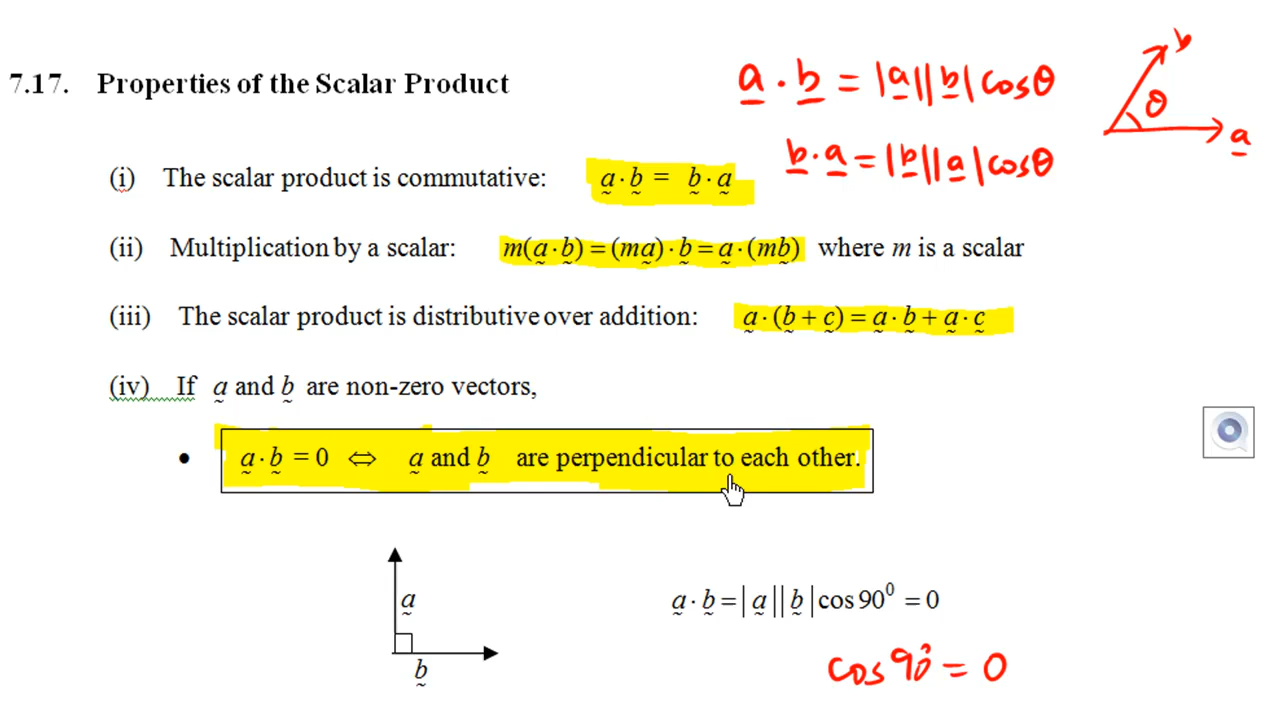 7.17. Properties of the Scalar Product
a · b = |a||b| cosθ
b
θ
a
b · a = |b||a| cosθ
(i) The scalar product is commutative: a · b = b · a
(ii) Multiplication by a scalar: m(a · b) = (ma) · b = a · (mb) where m is a scalar
(iii) The scalar product is distributive over addition: a · (b + c) = a · b + a · c
(iv) If a and b are non-zero vectors,
• a · b = 0 ⇔ a and b are perpendicular to each other.
a
a · b = |a||b| cos 90⁰ = 0
b
cos 90° = 0